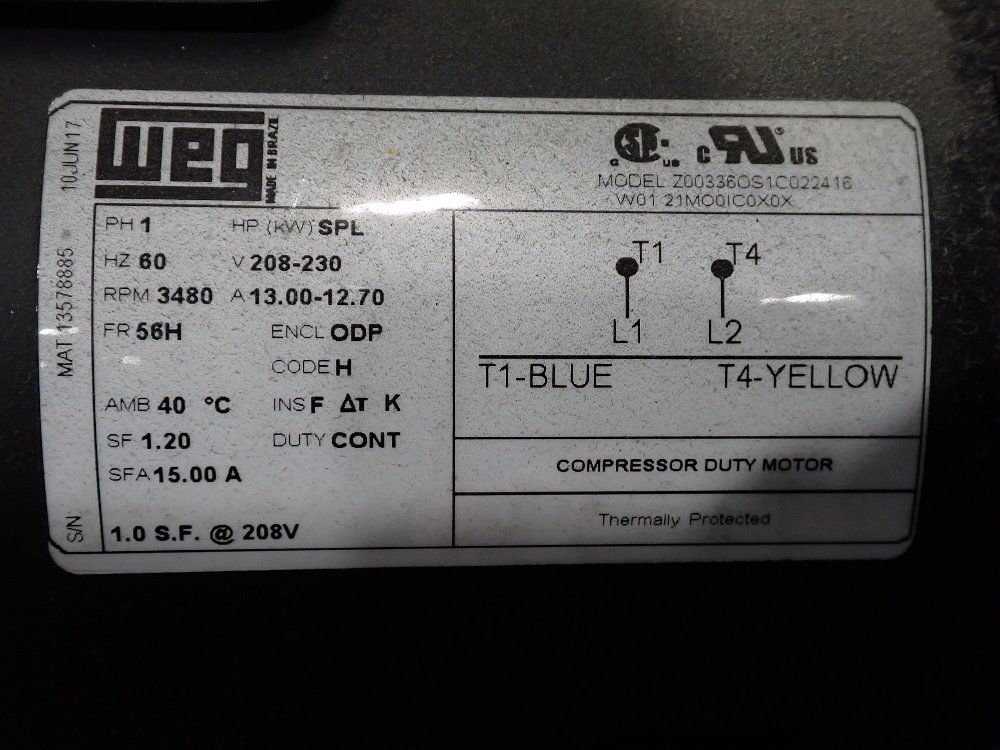 10JUN17
MAT 13578885
S/N
WEG
MADE IN BRAZIL
C US
C UL US
MODEL Z00336OS1C022416
W01.21MO0IC0X0X
PH 1 HP (kW) SPL
HZ 60 V 208-230
RPM 3480 A 13.00-12.70
FR 56H ENCL ODP
CODE H
AMB 40 °C INS F ΔT K
SF 1.20 DUTY CONT
SFA 15.00 A
1.0 S.F. @ 208V
T1 T4
L1 L2
T1-BLUE T4-YELLOW
COMPRESSOR DUTY MOTOR
Thermally Protected